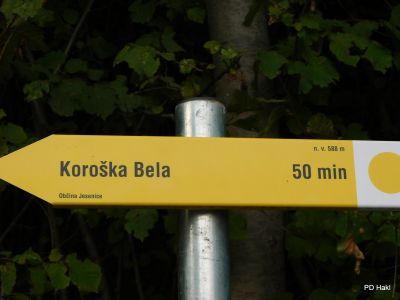 n. v. 588 m
Koroška Bela 50 min
Občina Jesenice
PD Hakl